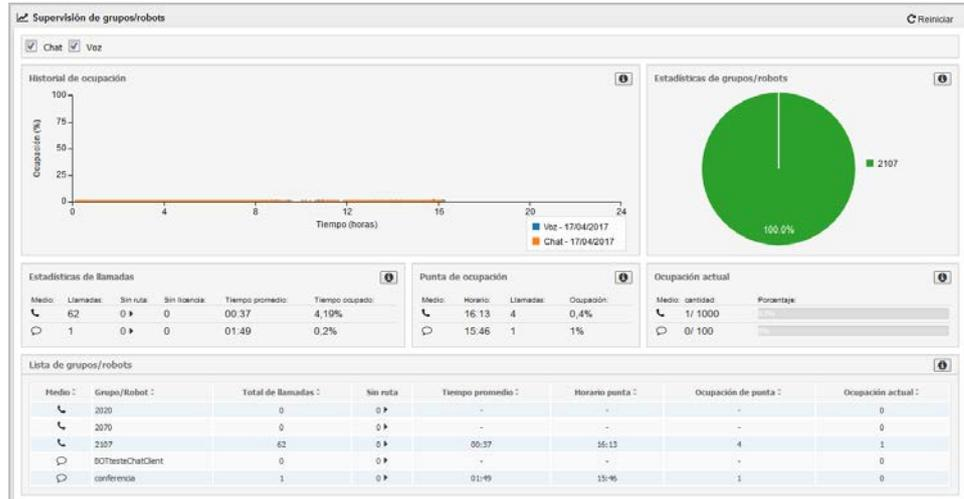 Supervisión de grupos/robots
Reiniciar
Chat Voz
Historial de ocupación
Ocupación (%)
100
75
50
25
0
0 4 8 12 16 20 24
Tiempo (horas)
Voz - 17/04/2017
Chat - 17/04/2017
Estadísticas de grupos/robots
2107
100.0%
Estadísticas de llamadas
Medio: Llamadas: Sin ruta: Sin licencia: Tiempo promedio: Tiempo ocupado:
62 0 0 00:37 4,19%
1 0 0 01:49 0,2%
Punta de ocupación
Medio: Horario: Llamadas: Ocupación:
16:13 4 0,4%
15:46 1 1%
Ocupación actual
Medio: cantidad: Porcentaje:
1/ 1000
0/ 100
Lista de grupos/robots
Medio Grupo/Robot Total de llamadas Sin ruta Tiempo promedio Horario punta Ocupación de punta Ocupación actual
2020 0 0 - - - 0
2070 0 0 - - - 0
2107 62 0 00:37 16:13 4 1
BOTtesteChatClient 0 0 - - - 0
conferencia 1 0 01:49 15:46 1 0